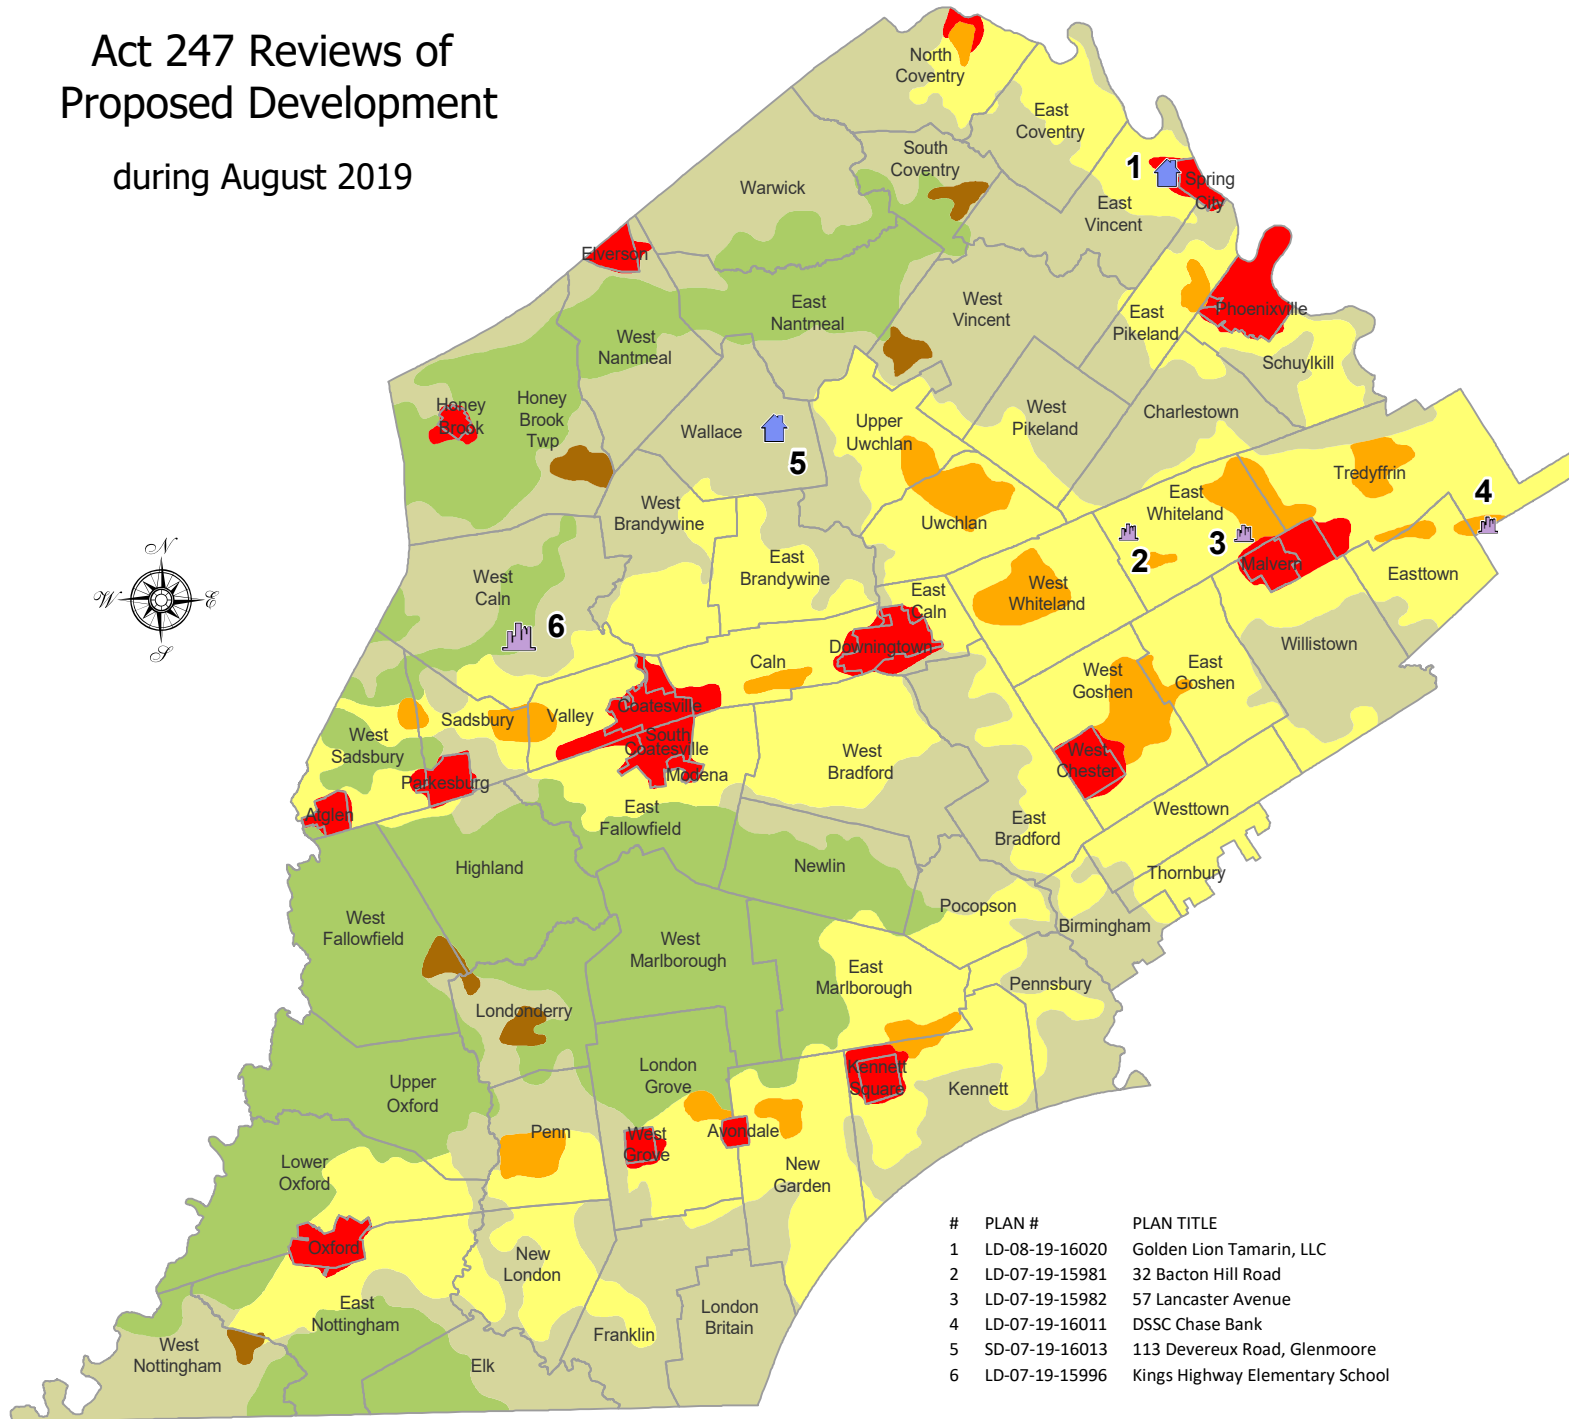 Act 247 Reviews of
Proposed Development
during August 2019
North
Coventry
East
Coventry
South
Coventry
Warwick
1
Spring
City
East
Vincent
Elverson
East
Nantmeal
West
Vincent
East
Pikeland
Phoenixville
West
Nantmeal
Schuylkill
Honey
Brook
Honey
Brook
Twp
Wallace
5
Upper
Uwchlan
West
Pikeland
Charlestown
Tredyffrin
4
East
Whiteland
2
3
Malvern
Easttown
West
Brandywine
Uwchlan
East
Brandywine
West
Caln
6
East
Caln
West
Whiteland
Willistown
Downingtown
Caln
West
Goshen
East
Goshen
Sadsbury
Valley
Coatesville
South
Coatesville
Modena
West
Sadsbury
Parkesburg
Atglen
West
Bradford
West
Chester
Westtown
East
Fallowfield
East
Bradford
Thornbury
Highland
Newlin
Pocopson
Birmingham
West
Fallowfield
West
Marlborough
East
Marlborough
Pennsbury
Londonderry
London
Grove
Kennett
Square
Kennett
Upper
Oxford
Penn
West
Grove
Avondale
New
Garden
Lower
Oxford
Oxford
New
London
East
Nottingham
West
Nottingham
Elk
Franklin
London
Britain
N
W
E
S
# PLAN # PLAN TITLE
1 LD-08-19-16020 Golden Lion Tamarin, LLC
2 LD-07-19-15981 32 Bacton Hill Road
3 LD-07-19-15982 57 Lancaster Avenue
4 LD-07-19-16011 DSSC Chase Bank
5 SD-07-19-16013 113 Devereux Road, Glenmoore
6 LD-07-19-15996 Kings Highway Elementary School